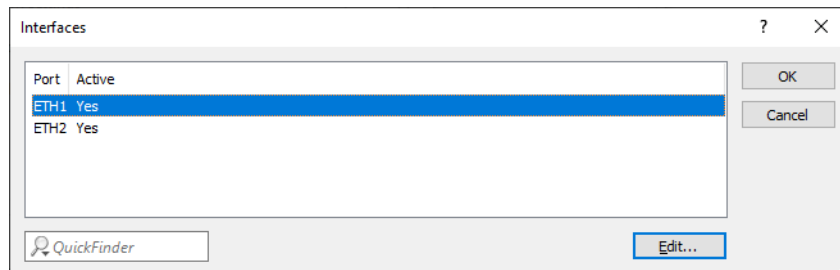 Interfaces
?
Port Active
OK
ETH1 Yes
Cancel
ETH2 Yes
QuickFinder
Edit...